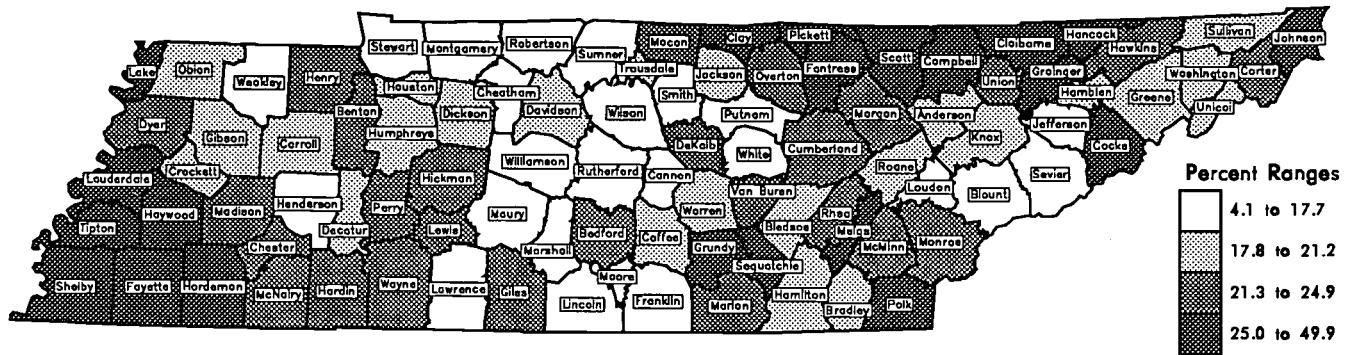 Stewart Montgomery Robertson Sumner Macon Clay Pickett Claiborne Hancock Hawkins Sullivan Johnson
Lake Obion Weakley Henry Houston Cheatham Trousdale Jackson Overton Fentress Scott Campbell Union Grainger Hamblen Washington Carter
Dyer Gibson Carroll Benton Humphreys Dickson Davidson Wilson Smith Putnam Morgan Anderson Knox Jefferson Greene Unicoi
Crockett Williamson Rutherford Cannon DeKalb White Cumberland Roane Loudon Blount Sevier Cocke
Lauderdale Haywood Madison Henderson Decatur Perry Hickman Maury Warren Van Buren Bledsoe Rhea Meigs McMinn Monroe
Tipton Chester Lewis Marshall Bedford Coffee Grundy Sequatchie
Shelby Fayette Hardeman McNairy Hardin Wayne Lawrence Giles Lincoln Moore Franklin Marion Hamilton Bradley Polk
Percent Ranges
4.1 to 17.7
17.8 to 21.2
21.3 to 24.9
25.0 to 49.9